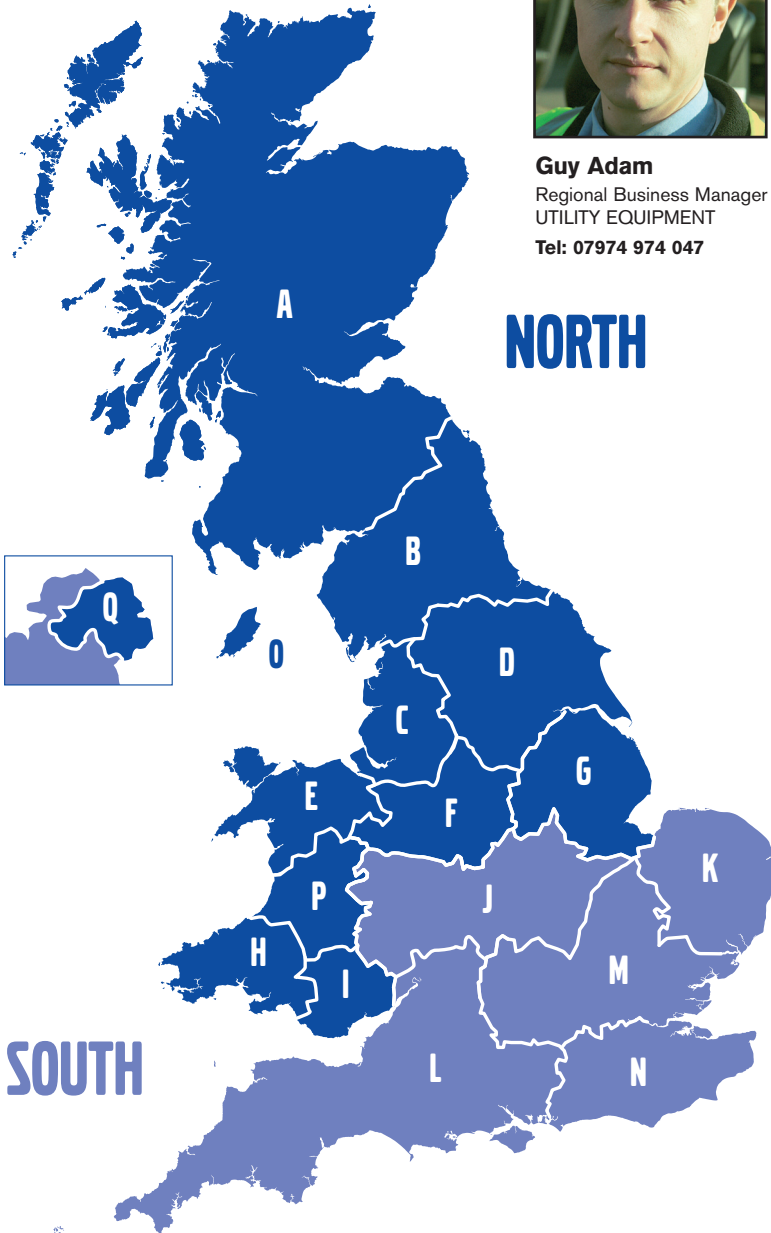 Guy Adam
Regional Business Manager
UTILITY EQUIPMENT
Tel: 07974 974 047
NORTH
A
B
Q
O
D
C
G
E
F
K
P
J
H
I
M
SOUTH
L
N